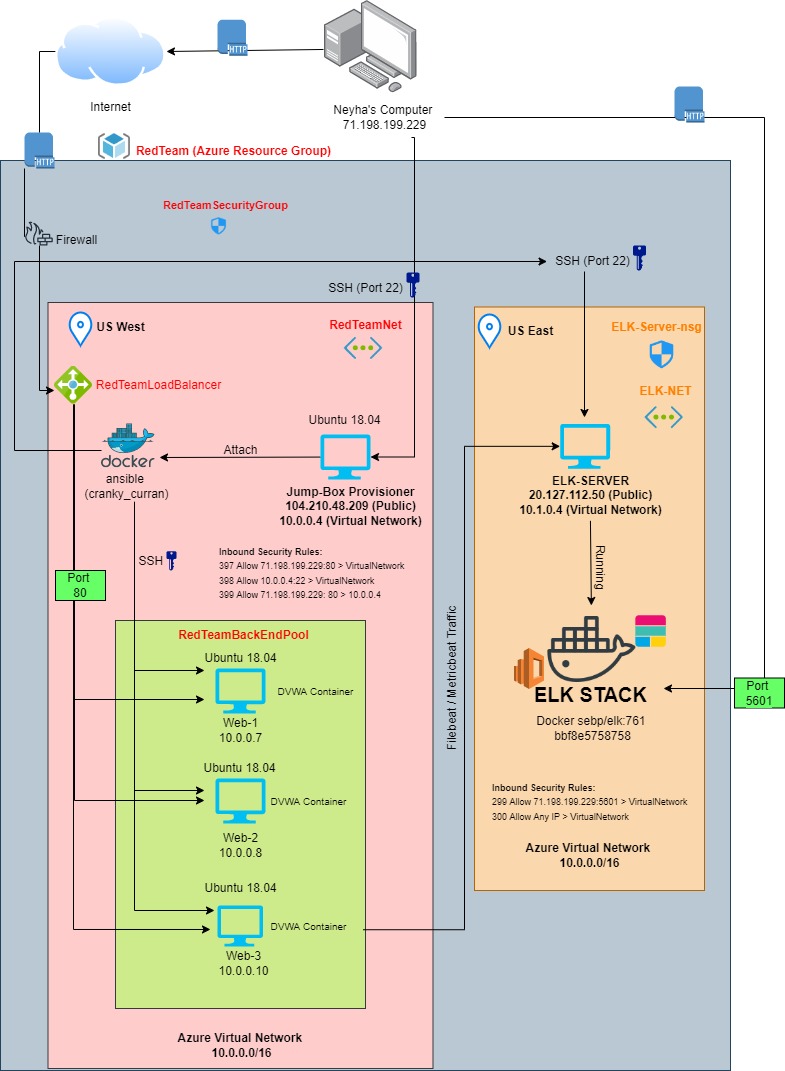 HTTP
HTTP
Internet
Neyha's Computer
71.198.199.229
HTTP
HTTP
RedTeam (Azure Resource Group)
RedTeamSecurityGroup
Firewall
SSH (Port 22)
SSH (Port 22)
US West
RedTeamNet
US East
ELK-Server-nsg
ELK-NET
RedTeamLoadBalancer
Ubuntu 18.04
docker
ansible
(cranky_curran)
Attach
Jump-Box Provisioner
104.210.48.209 (Public)
10.0.0.4 (Virtual Network)
ELK-SERVER
20.127.112.50 (Public)
10.1.0.4 (Virtual Network)
SSH
Inbound Security Rules:
397 Allow 71.198.199.229:80 > VirtualNetwork
398 Allow 10.0.0.4:22 > VirtualNetwork
399 Allow 71.198.199.229: 80 > 10.0.0.4
Running
Port
80
RedTeamBackEndPool
Ubuntu 18.04
DVWA Container
Web-1
10.0.0.7
Ubuntu 18.04
DVWA Container
Web-2
10.0.0.8
Ubuntu 18.04
DVWA Container
Web-3
10.0.0.10
Filebeat / Metricbeat Traffic
ELK STACK
Docker sebp/elk:761
bbf8e5758758
Port
5601
Inbound Security Rules:
299 Allow 71.198.199.229:5601 > VirtualNetwork
300 Allow Any IP > VirtualNetwork
Azure Virtual Network
10.0.0.0/16
Azure Virtual Network
10.0.0.0/16